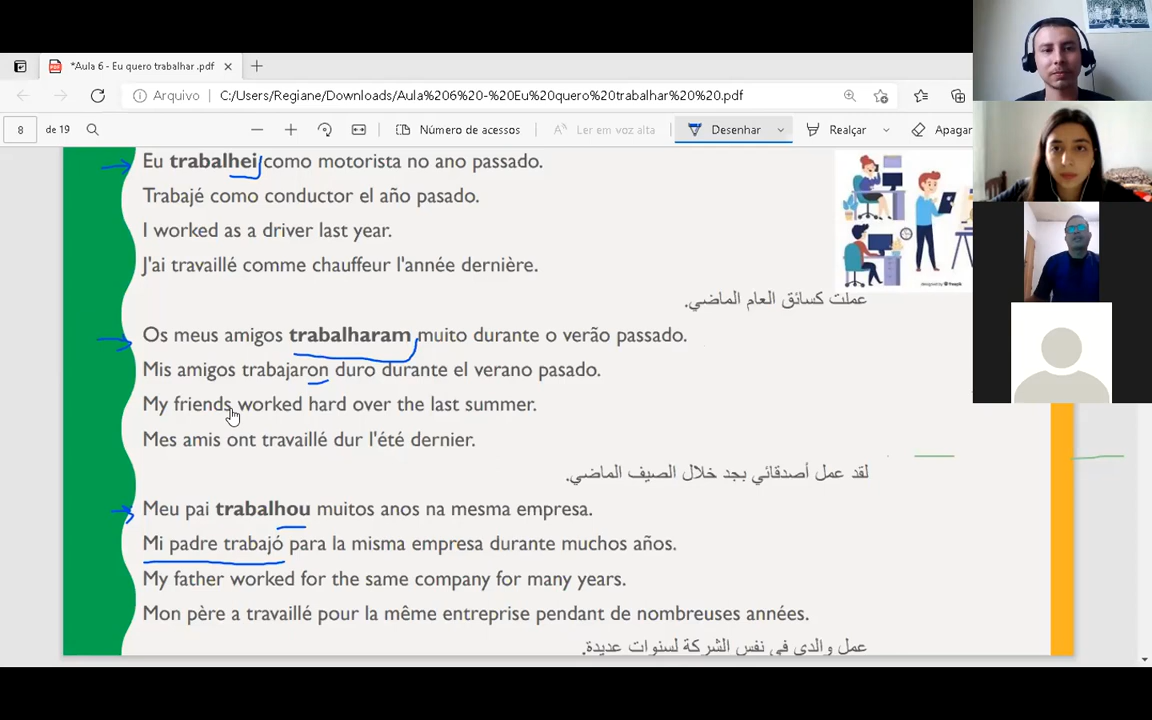 *Aula 6 - Eu quero trabalhar .pdf
Arquivo
C:/Users/Regiane/Downloads/Aula%206%20-%20Eu%20quero%20trabalhar%20%20.pdf
8 de 19
Número de acessos
Ler em voz alta
Desenhar
Realçar
Apagar
Eu trabalhei como motorista no ano passado.
Trabajé como conductor el año pasado.
I worked as a driver last year.
J'ai travaillé comme chauffeur l'année dernière.
عملت كسائق العام الماضي.
Os meus amigos trabalharam muito durante o verão passado.
Mis amigos trabajaron duro durante el verano pasado.
My friends worked hard over the last summer.
Mes amis ont travaillé dur l'été dernier.
لقد عمل أصدقائي بجد خلال الصيف الماضي.
Meu pai trabalhou muitos anos na mesma empresa.
Mi padre trabajó para la misma empresa durante muchos años.
My father worked for the same company for many years.
Mon père a travaillé pour la même entreprise pendant de nombreuses années.
عمل والدي في نفس الشركة لسنوات عديدة.